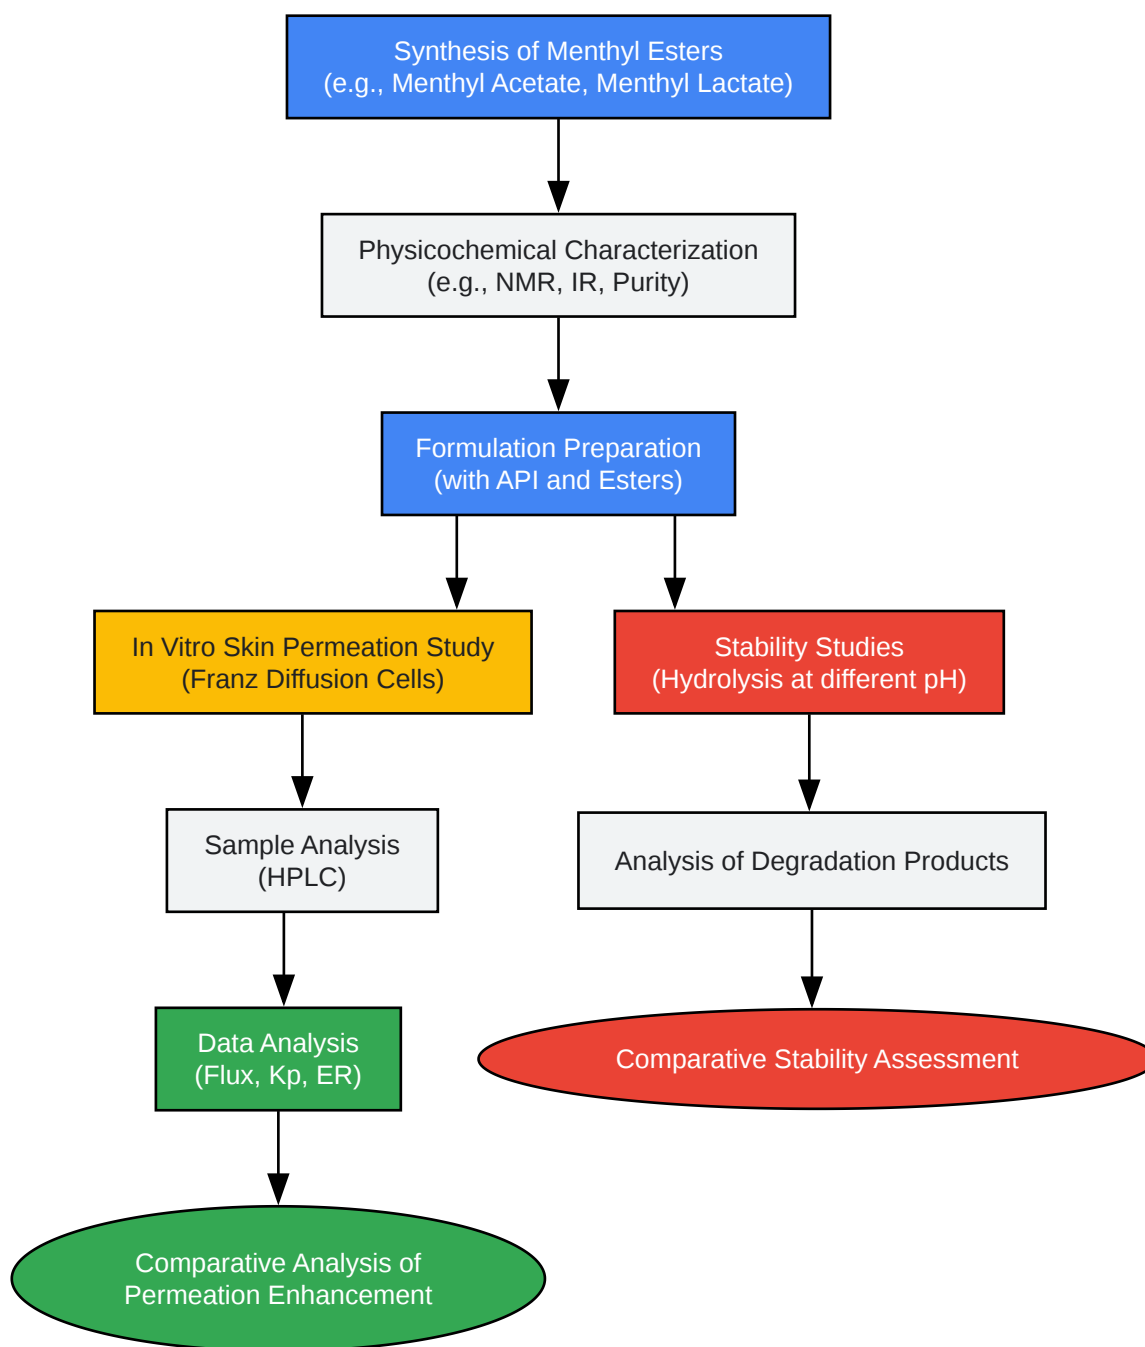 Synthesis of Menthyl Esters
(e.g., Menthyl Acetate, Menthyl Lactate)
Physicochemical Characterization
(e.g., NMR, IR, Purity)
Formulation Preparation
(with API and Esters)
In Vitro Skin Permeation Study
(Franz Diffusion Cells)
Stability Studies
(Hydrolysis at different pH)
Sample Analysis
(HPLC)
Analysis of Degradation Products
Data Analysis
(Flux, Kp, ER)
Comparative Stability Assessment
Comparative Analysis of
Permeation Enhancement